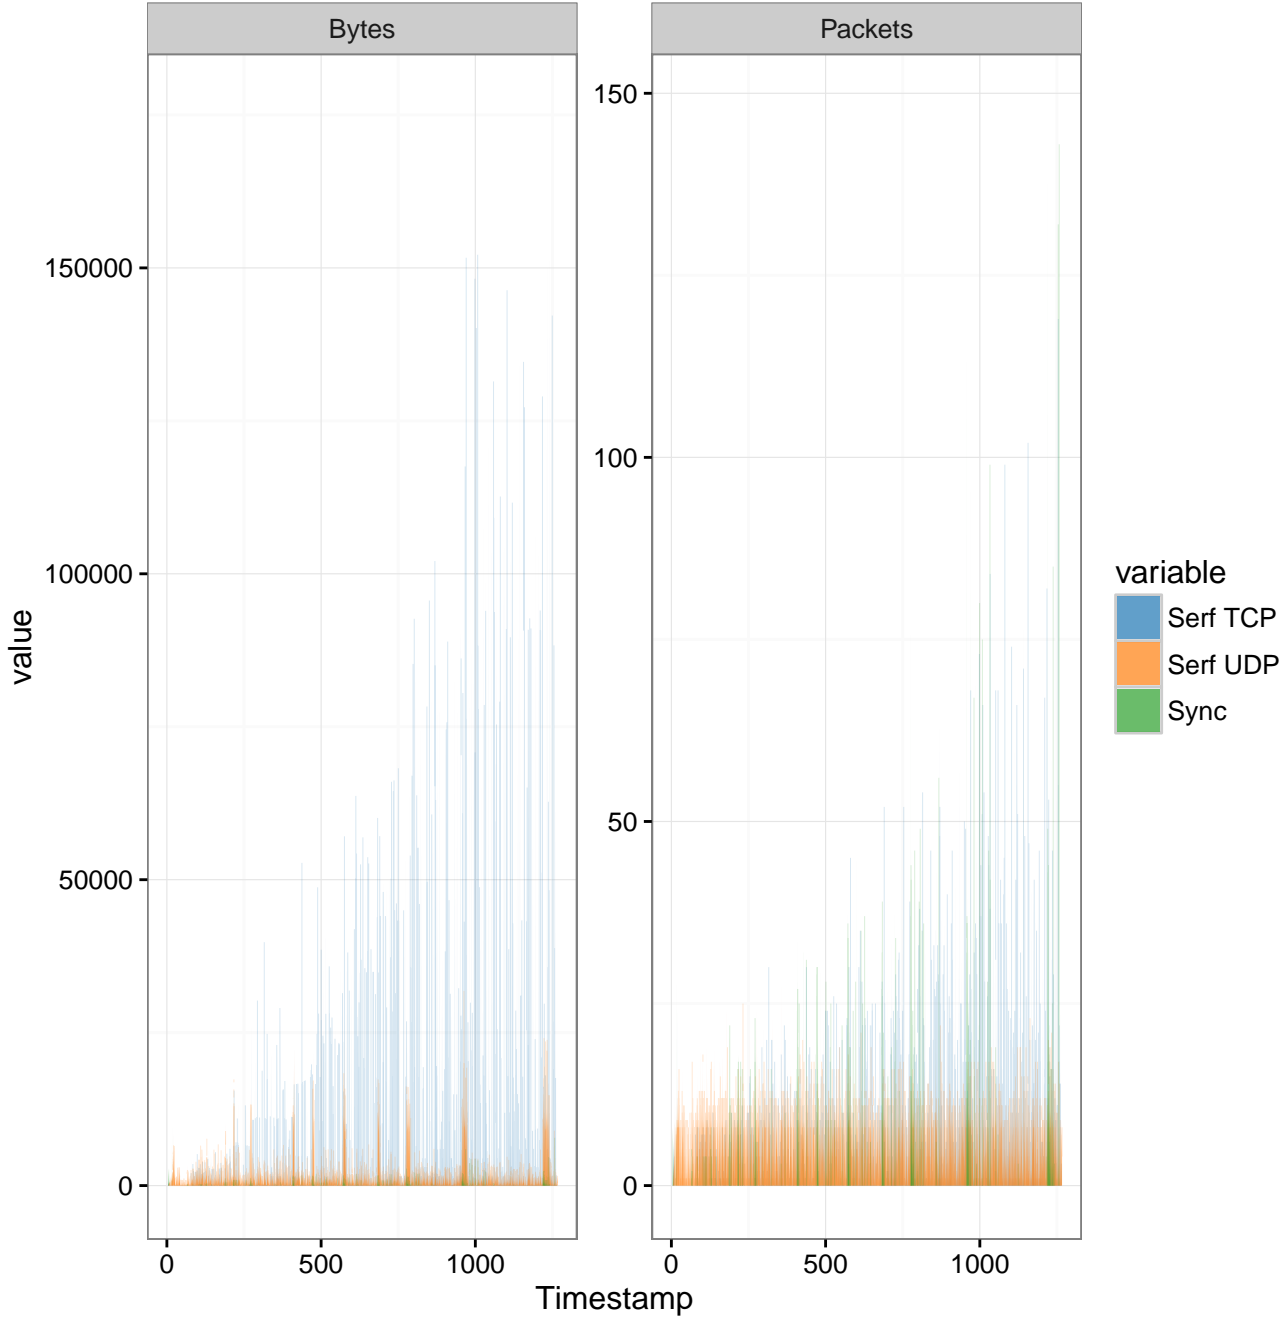 Bytes
Packets
150000
100000
50000
0
150
100
50
0
0
500
1000
0
500
1000
value
Timestamp
variable
Serf TCP
Serf UDP
Sync